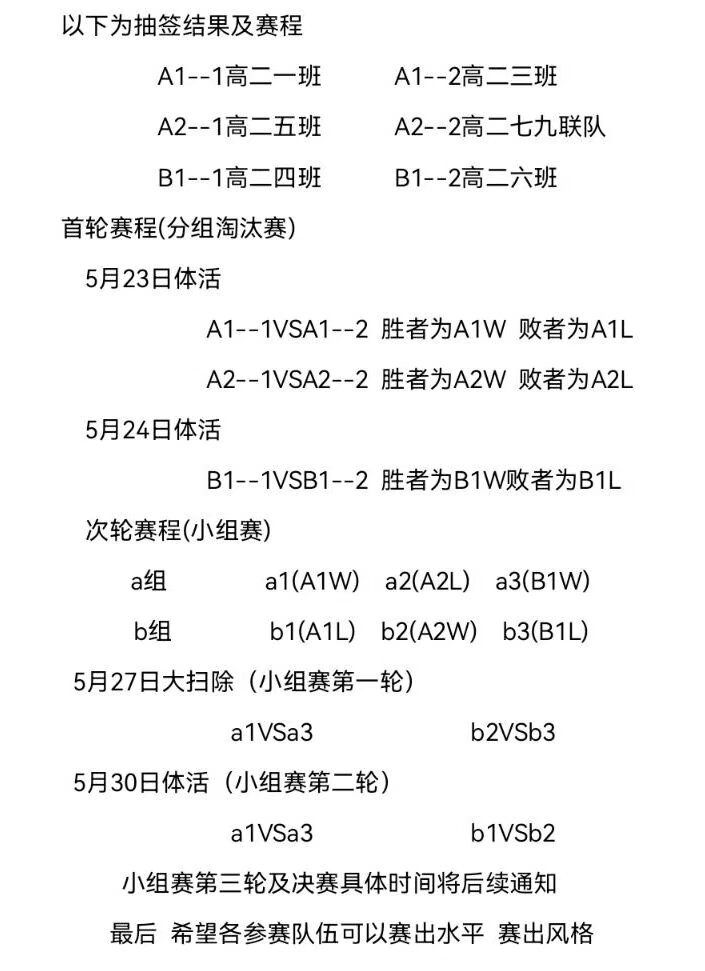 以下为抽签结果及赛程
A1--1高二一班 A1--2高二三班
A2--1高二五班 A2--2高二七九联队
B1--1高二四班 B1--2高二六班
首轮赛程(分组淘汰赛)
5月23日体活
A1--1VSA1--2 胜者为A1W 败者为A1L
A2--1VSA2--2 胜者为A2W 败者为A2L
5月24日体活
B1--1VSB1--2 胜者为B1W败者为B1L
次轮赛程(小组赛)
a组 a1(A1W) a2(A2L) a3(B1W)
b组 b1(A1L) b2(A2W) b3(B1L)
5月27日大扫除（小组赛第一轮）
a1VSa3 b2VSb3
5月30日体活（小组赛第二轮）
a1VSa3 b1VSb2
小组赛第三轮及决赛具体时间将后续通知
最后 希望各参赛队伍可以赛出水平 赛出风格